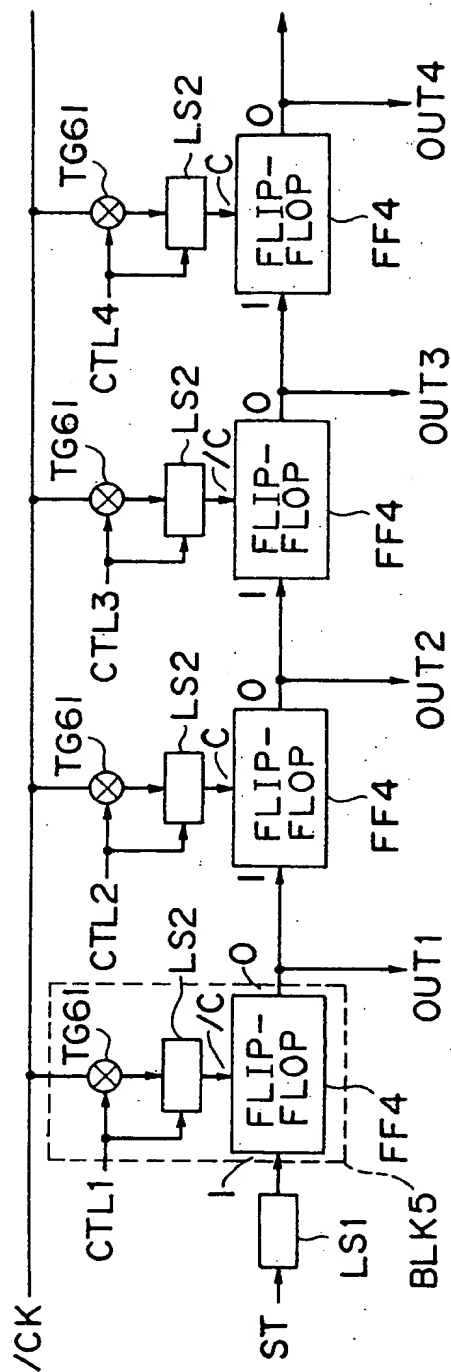 /CK
TG61
CTL1
LS2
/C
I
O
FLIP-
FLOP
FF4
ST
LS1
BLK5
OUT1
TG61
CTL2
LS2
C
I
O
FLIP-
FLOP
FF4
OUT2
TG61
CTL3
LS2
/C
I
O
FLIP-
FLOP
FF4
OUT3
TG61
CTL4
LS2
C
I
O
FLIP-
FLOP
FF4
OUT4